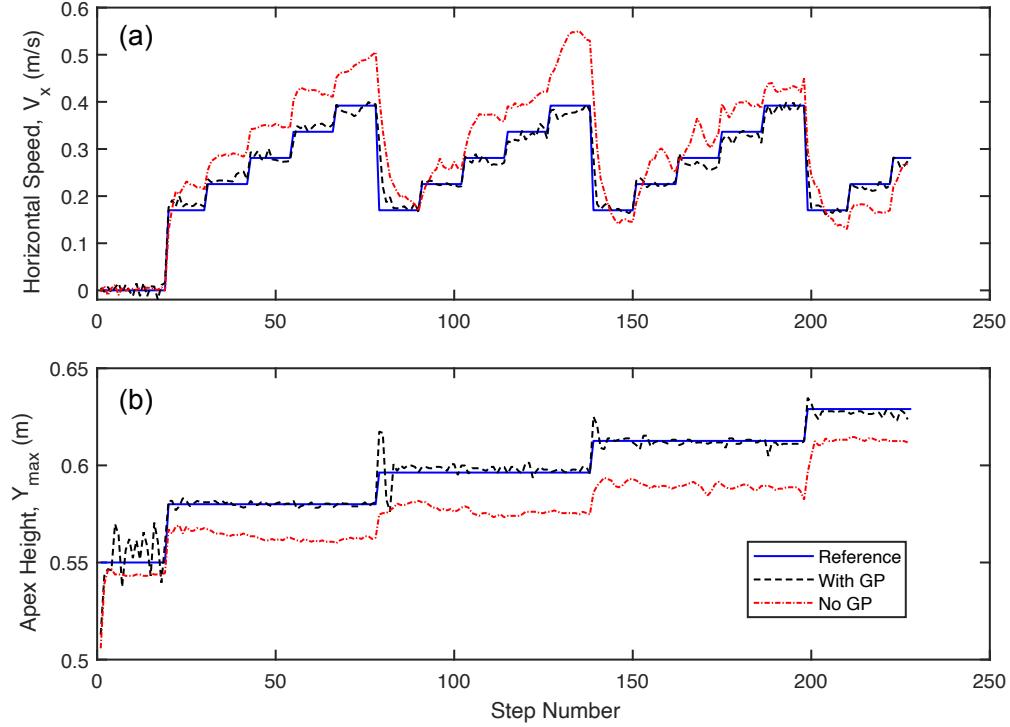 (a)
Horizontal Speed, V_x (m/s)
0.6
0.5
0.4
0.3
0.2
0.1
0
0 50 100 150 200 250
(b)
Apex Height, Y_max (m)
0.65
0.6
0.55
0.5
Reference
With GP
No GP
0 50 100 150 200 250
Step Number